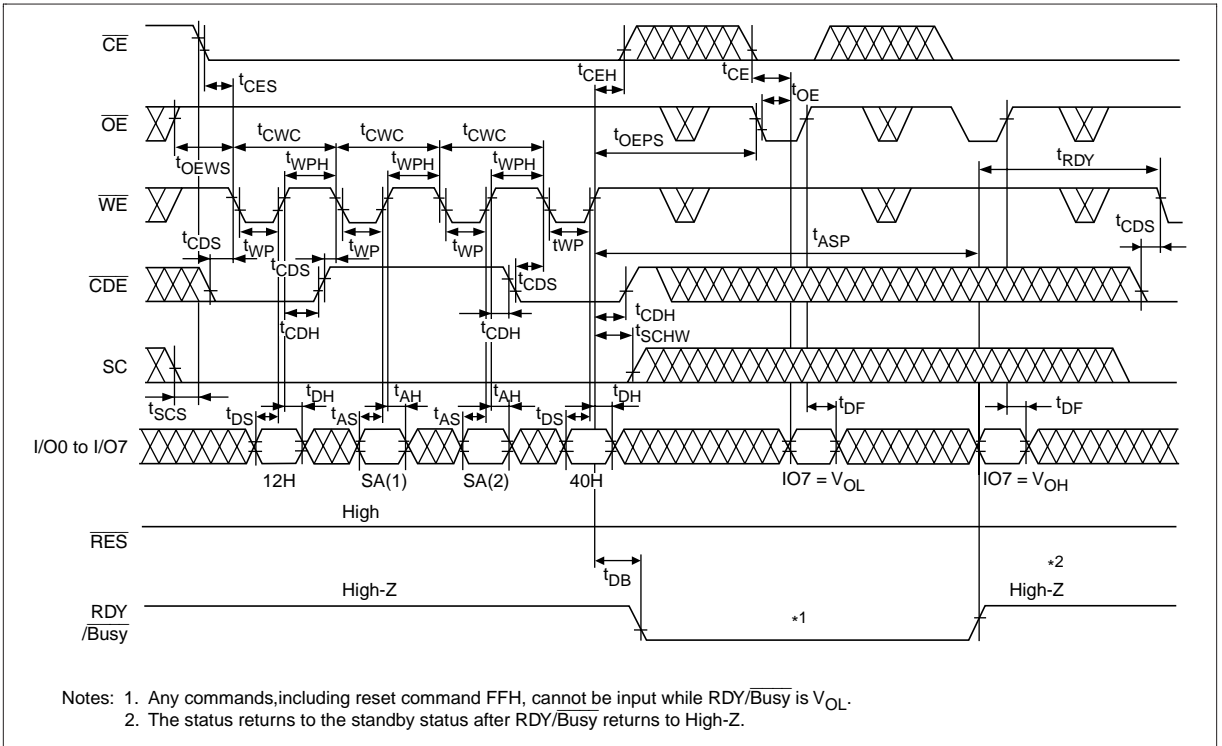 CE
tCEH
tCE
tCES
tOE
OE
tCWC tCWC tCWC
tOEPS
tOEWS
tWPH tWPH tWPH
tRDY
WE
tCDS
tWP tWP tWP tWP
tASP
tCDS
tCDS
tCDS
CDE
tCDH tCDH tCDH
tSCHW
SC
tSCS
tDS tDH tAS tAH tAS tAH tDS tDH tDF tDF
I/O0 to I/O7
12H SA(1) SA(2) 40H IO7 = VOL IO7 = VOH
High
RES
tDB
*2
High-Z High-Z
RDY
/Busy
*1
Notes: 1. Any commands,including reset command FFH, cannot be input while RDY/Busy is VOL.
2. The status returns to the standby status after RDY/Busy returns to High-Z.